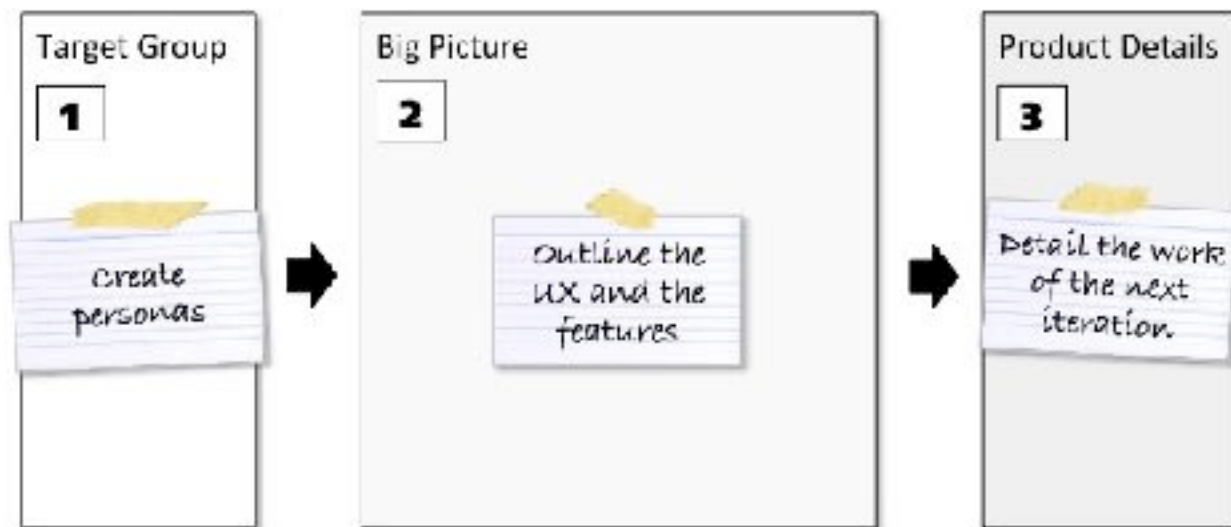 Target Group
1
create
personas
Big Picture
2
Outline the
UX and the
features
Product Details
3
Detail the work
of the next
iteration